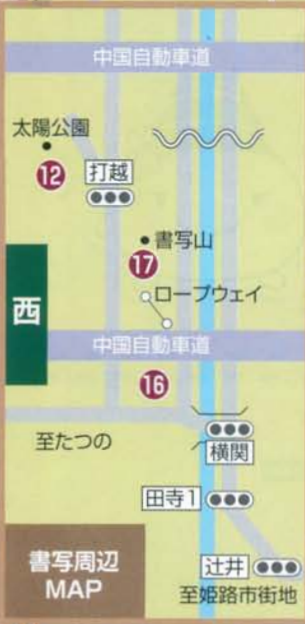 中国自動車道
太陽公園
12
打越
書写山
17
ロープウェイ
西
中国自動車道
16
至たつの
横関
田寺1
辻井
至姫路市街地
書写周辺
MAP